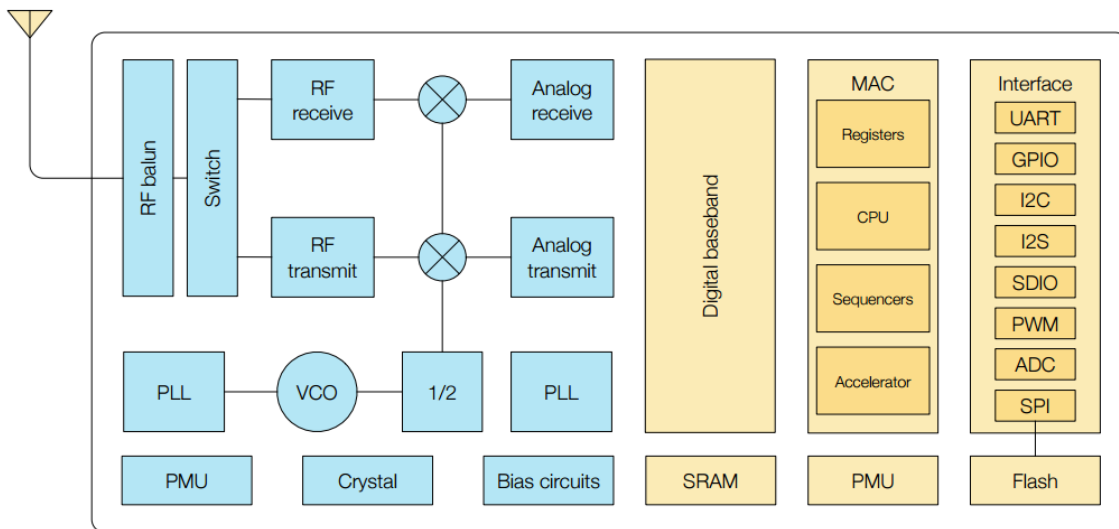 RF balun
Switch
RF
receive
Analog
receive
RF
transmit
Analog
transmit
PLL
VCO
1/2
PLL
PMU
Crystal
Bias circuits
Digital baseband
SRAM
MAC
Registers
CPU
Sequencers
Accelerator
PMU
Interface
UART
GPIO
I2C
I2S
SDIO
PWM
ADC
SPI
Flash